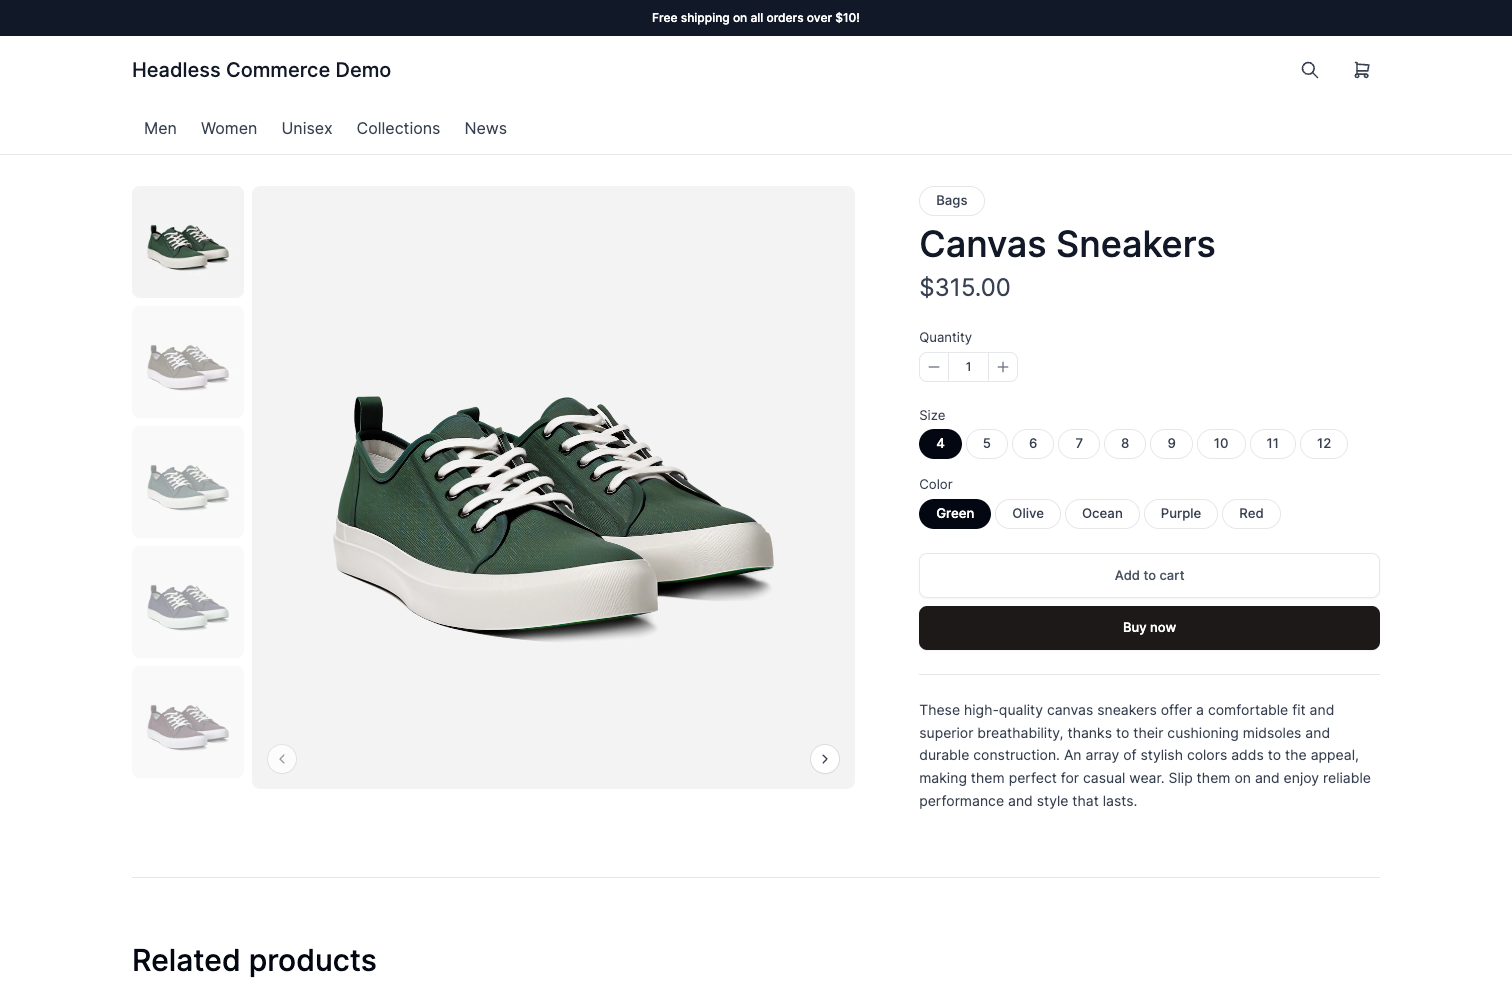 Free shipping on all orders over $10!
Headless Commerce Demo
Men Women Unisex Collections News
Bags
Canvas Sneakers
$315.00
Quantity
1
Size
4 5 6 7 8 9 10 11 12
Color
Green Olive Ocean Purple Red
Add to cart
Buy now
These high-quality canvas sneakers offer a comfortable fit and
superior breathability, thanks to their cushioning midsoles and
durable construction. An array of stylish colors adds to the appeal,
making them perfect for casual wear. Slip them on and enjoy reliable
performance and style that lasts.
Related products